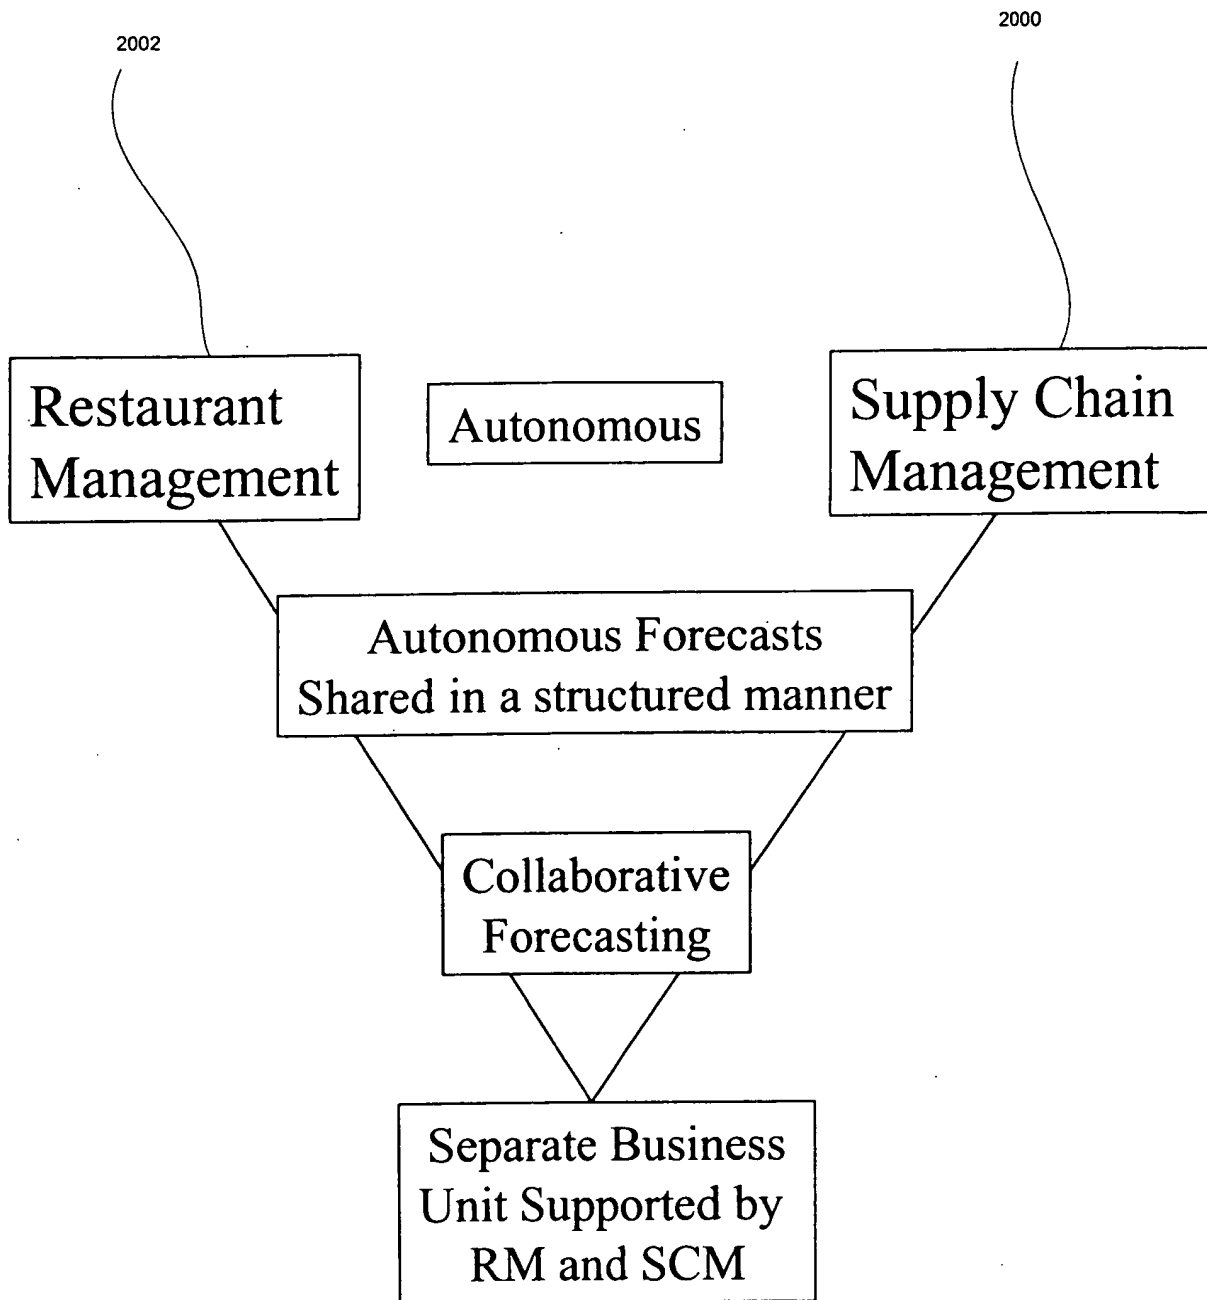 2002
2000
Restaurant
Management
Autonomous
Supply Chain
Management
Autonomous Forecasts
Shared in a structured manner
Collaborative
Forecasting
Separate Business
Unit Supported by
RM and SCM